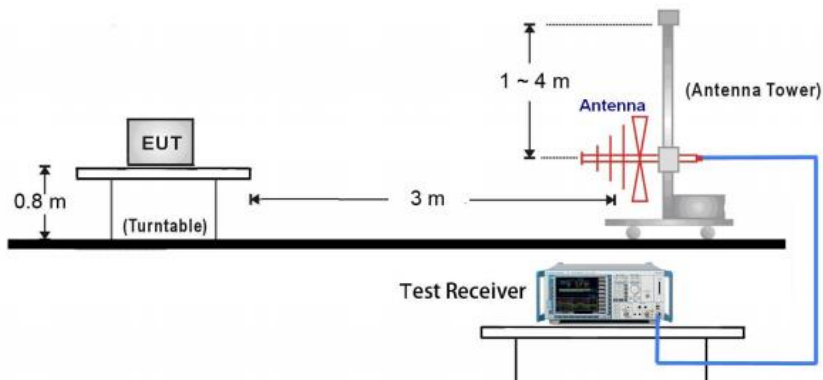 1 ~ 4 m
(Antenna Tower)
Antenna
EUT
0.8 m
3 m
(Turntable)
Test Receiver